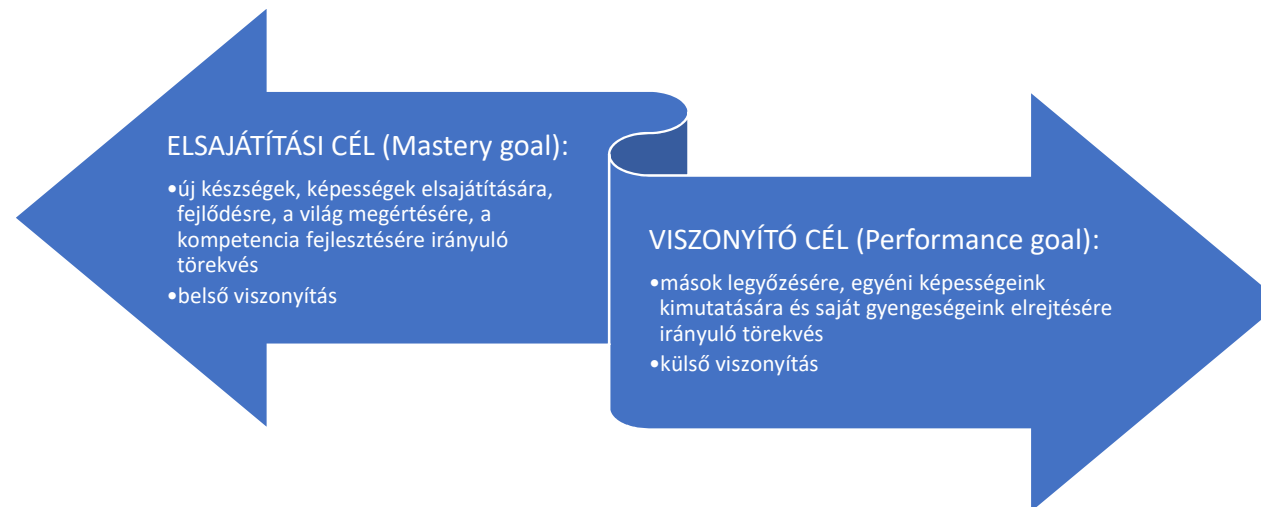 ELSAJÁTÍTÁSI CÉL (Mastery goal):
•új készségek, képességek elsajátítására,
fejlődésre, a világ megértésére, a
kompetencia fejlesztésére irányuló
törekvés
•belső viszonyítás
VISZONYÍTÓ CÉL (Performance goal):
•mások legyőzésére, egyéni képességeink
kimutatására és saját gyengeségeink elrejtésére
irányuló törekvés
•külső viszonyítás